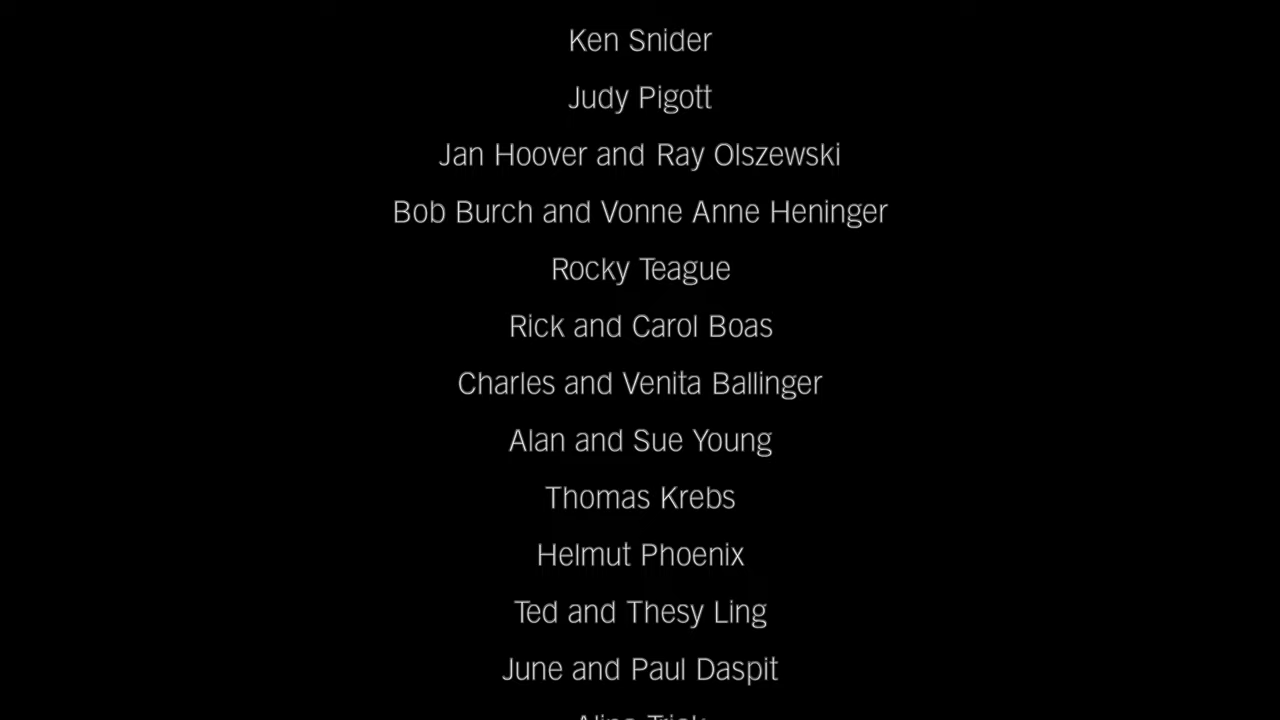 Ken Snider
Judy Pigott
Jan Hoover and Ray Olszewski
Bob Burch and Vonne Anne Heninger
Rocky Teague
Rick and Carol Boas
Charles and Venita Ballinger
Alan and Sue Young
Thomas Krebs
Helmut Phoenix
Ted and Thesy Ling
June and Paul Daspit